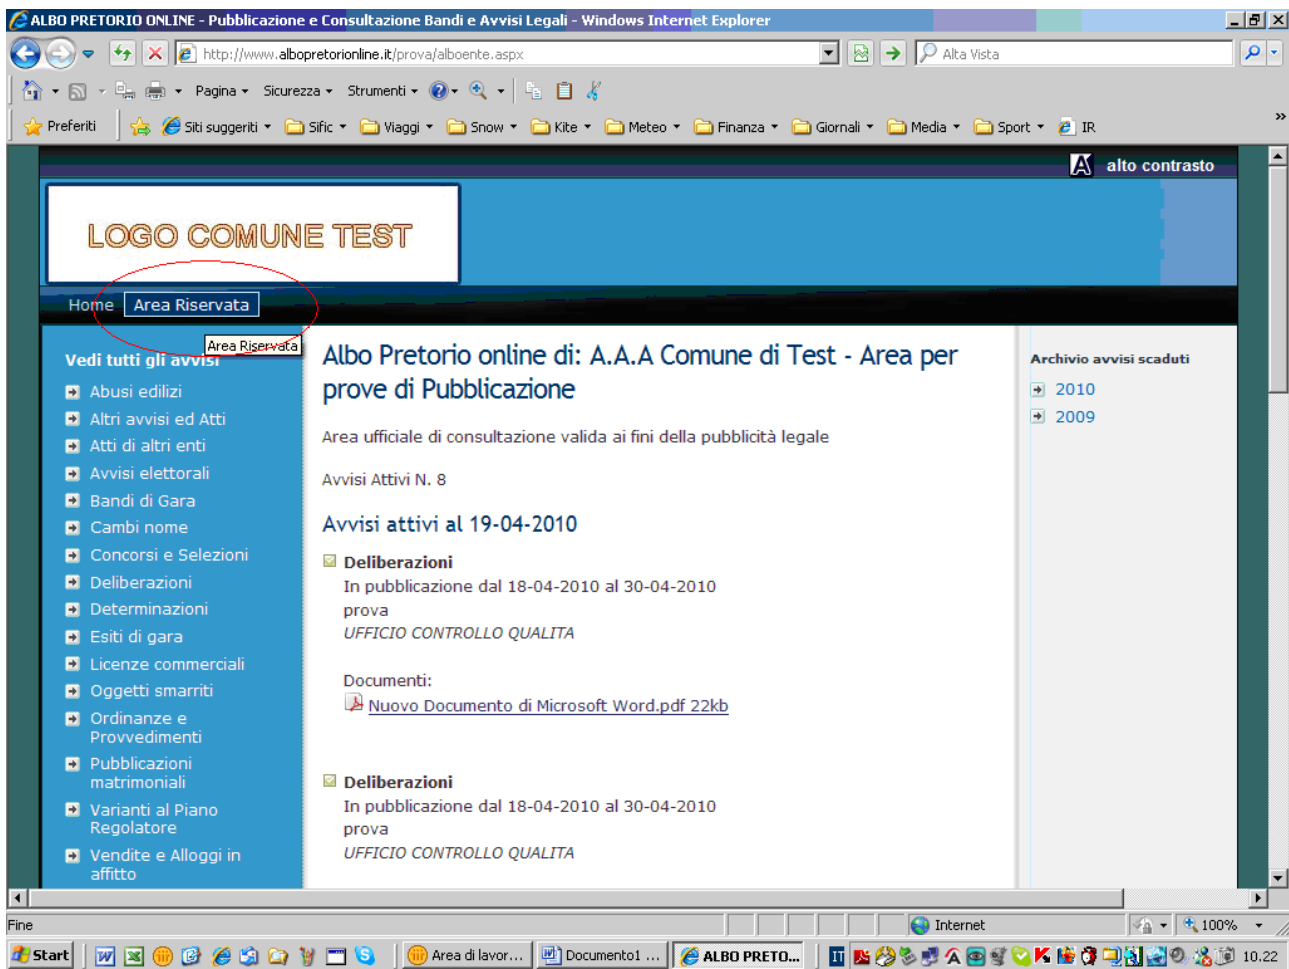 ALBO PRETORIO ONLINE - Pubblicazione e Consultazione Bandi e Avvisi Legali - Windows Internet Explorer
http://www.albopretorionline.it/prova/alboente.aspx
Alta Vista
Pagina Sicurezza Strumenti
Preferiti Siti suggeriti Sific Viaggi Snow Kite Meteo Finanza Giornali Media Sport IR
alto contrasto
LOGO COMUNE TEST
Home Area Riservata
Area Riservata
Vedi tutti gli avvisi
Abusi edilizi
Altri avvisi ed Atti
Atti di altri enti
Avvisi elettorali
Bandi di Gara
Cambi nome
Concorsi e Selezioni
Deliberazioni
Determinazioni
Esiti di gara
Licenze commerciali
Oggetti smarriti
Ordinanze e
Provvedimenti
Pubblicazioni
matrimoniali
Varianti al Piano
Regolatore
Vendite e Alloggi in
affitto
Albo Pretorio online di: A.A.A Comune di Test - Area per
prove di Pubblicazione
Area ufficiale di consultazione valida ai fini della pubblicità legale
Avvisi Attivi N. 8
Avvisi attivi al 19-04-2010
Deliberazioni
In pubblicazione dal 18-04-2010 al 30-04-2010
prova
UFFICIO CONTROLLO QUALITA
Documenti:
Nuovo Documento di Microsoft Word.pdf 22kb
Deliberazioni
In pubblicazione dal 18-04-2010 al 30-04-2010
prova
UFFICIO CONTROLLO QUALITA
Archivio avvisi scaduti
2010
2009
Fine Internet 100%
Start Area di lavor... Documento1 ... ALBO PRETO... 10.22